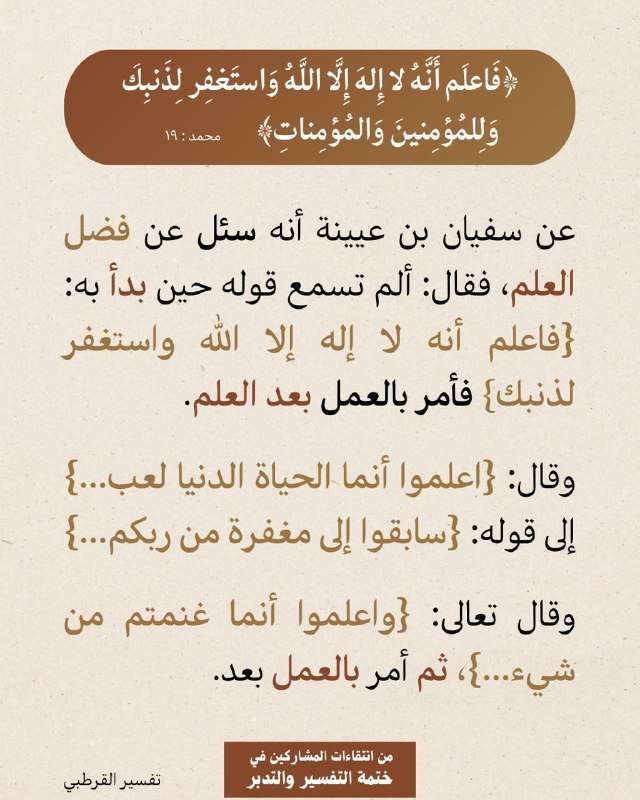 ﴿فَاعلَم أَنَّهُ لا إِلهَ إِلَّا اللَّهُ وَاستَغفِر لِذَنبِكَ
وَلِلمُؤمِنينَ وَالمُؤمِناتِ﴾ محمد : ١٩
عن سفيان بن عيينة أنه سئل عن فضل
العلم، فقال: ألم تسمع قوله حين بدأ به:
{فاعلم أنه لا إله إلا الله واستغفر
لذنبك} فأمر بالعمل بعد العلم.
وقال: {اعلموا أنما الحياة الدنيا لعب...}
إلى قوله: {سابقوا إلى مغفرة من ربكم...}
وقال تعالى: {واعلموا أنما غنمتم من
شيء...}، ثم أمر بالعمل بعد.
من انتقاءات المشاركين في
ختمة التفسير والتدبر
تفسير القرطبي